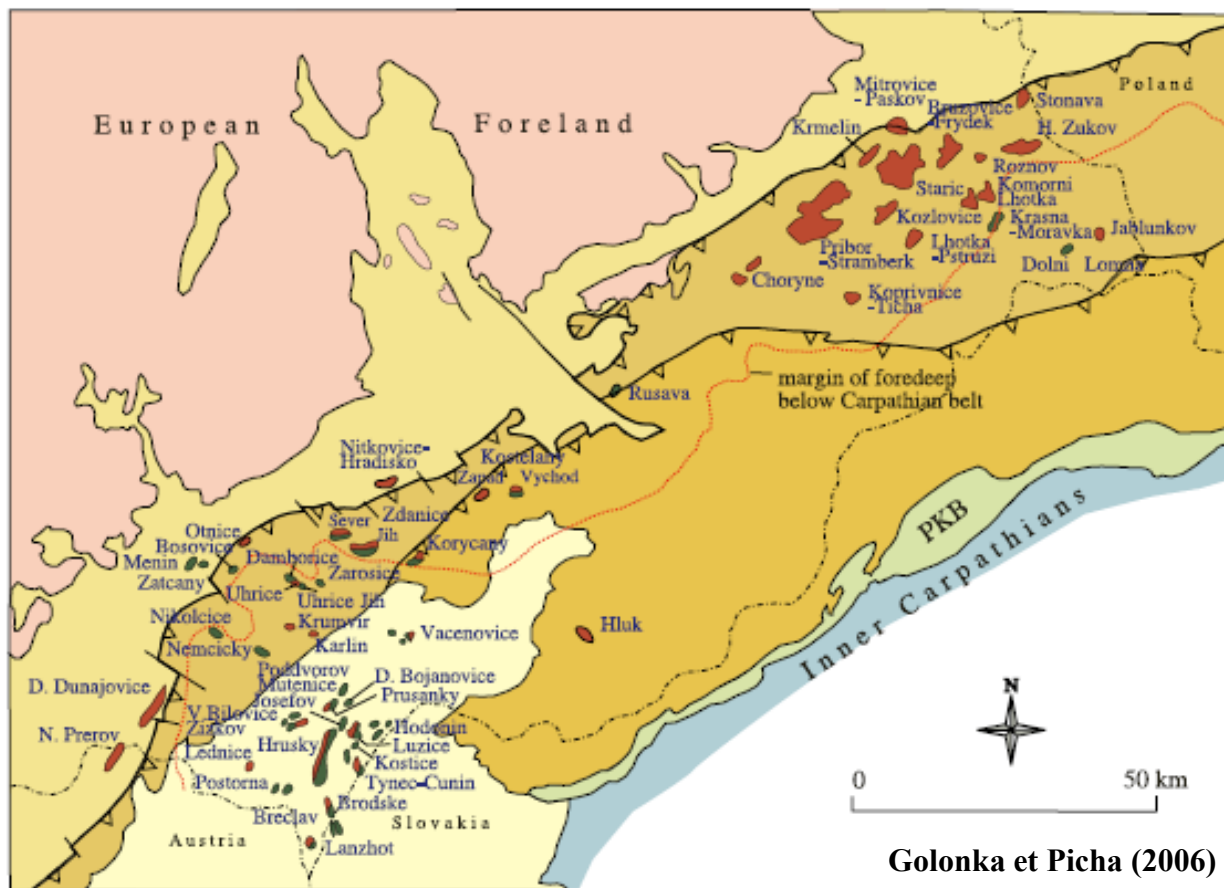 European
Foreland
Poland
Mitrovice
-Paskov
Bruzovice
-Frydek
Stonava
Krmelin
H. Zukov
Roznov
Staric
Komorni
Lhotka
Kozlovice
Krasna
-Moravka
Jablunkov
Pribor
-Stramberk
Lhotka
-Pstruzi
Dolni Lomna
Choryne
Koprivnice
-Ticha
margin of foredeep
below Carpathian belt
Rusava
Nitkovice-
Hradisko
Kostelany
Zapad
Vychod
Zdanice
Sever
Jih
Otnice
Bosovice
Korycany
Menin
Damborice
Zatcany
Zarosice
Uhrice
Uhrice Jih
PKB
Inner Carpathians
Nikolcice
Krumvir
Karlin
Vacenovice
Hluk
Nemcicky
Poddvorov
Mutenice
D. Bojanovice
Josefov
Prusanky
D. Dunajovice
V. Bilovice
Zizkov
Hodonin
N. Prerov
Lednice
Hrusky
Luzice
Kostice
Postorna
Tynec-Cunin
Brodske
Breclav
Slovakia
Austria
Lanzhot
N
0 50 km
Golonka et Picha (2006)